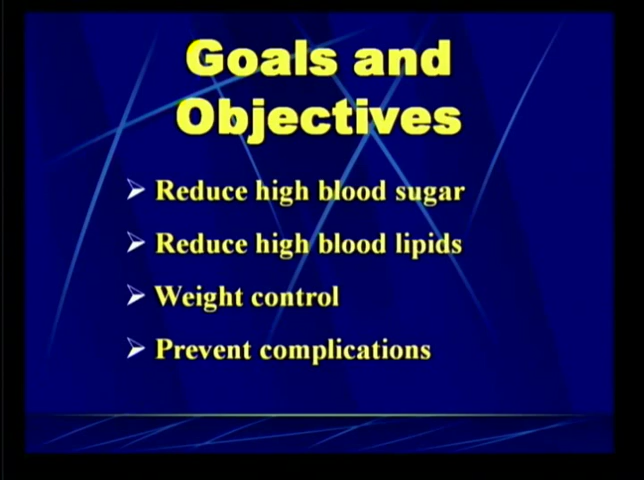 Goals and
Objectives
Reduce high blood sugar
Reduce high blood lipids
Weight control
Prevent complications